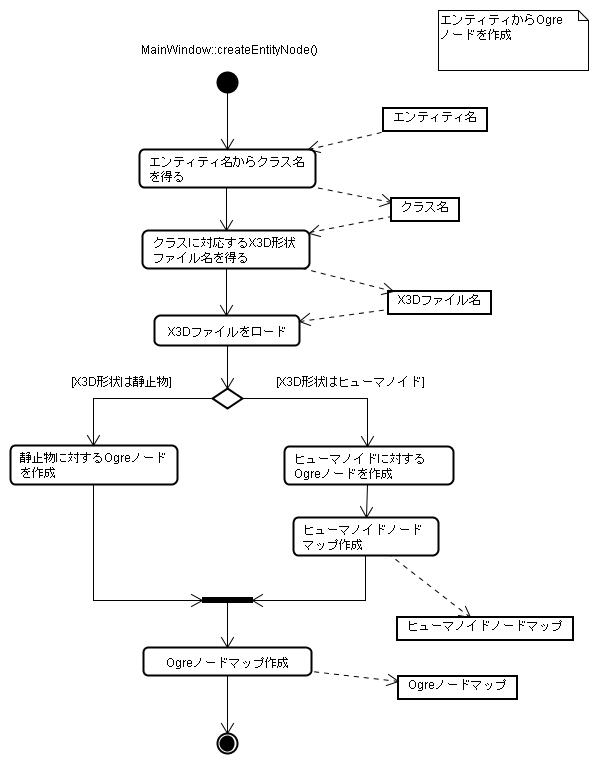 エンティティからOgre
ノードを作成
MainWindow::createEntityNode()
エンティティ名
エンティティ名からクラス名
を得る
クラス名
クラスに対応するX3D形状
ファイル名を得る
X3Dファイル名
X3Dファイルをロード
[X3D形状は静止物]
[X3D形状はヒューマノイド]
静止物に対するOgreノード
を作成
ヒューマノイドに対する
Ogreノードを作成
ヒューマノイドノード
マップ作成
ヒューマノイドノードマップ
Ogreノードマップ作成
Ogreノードマップ